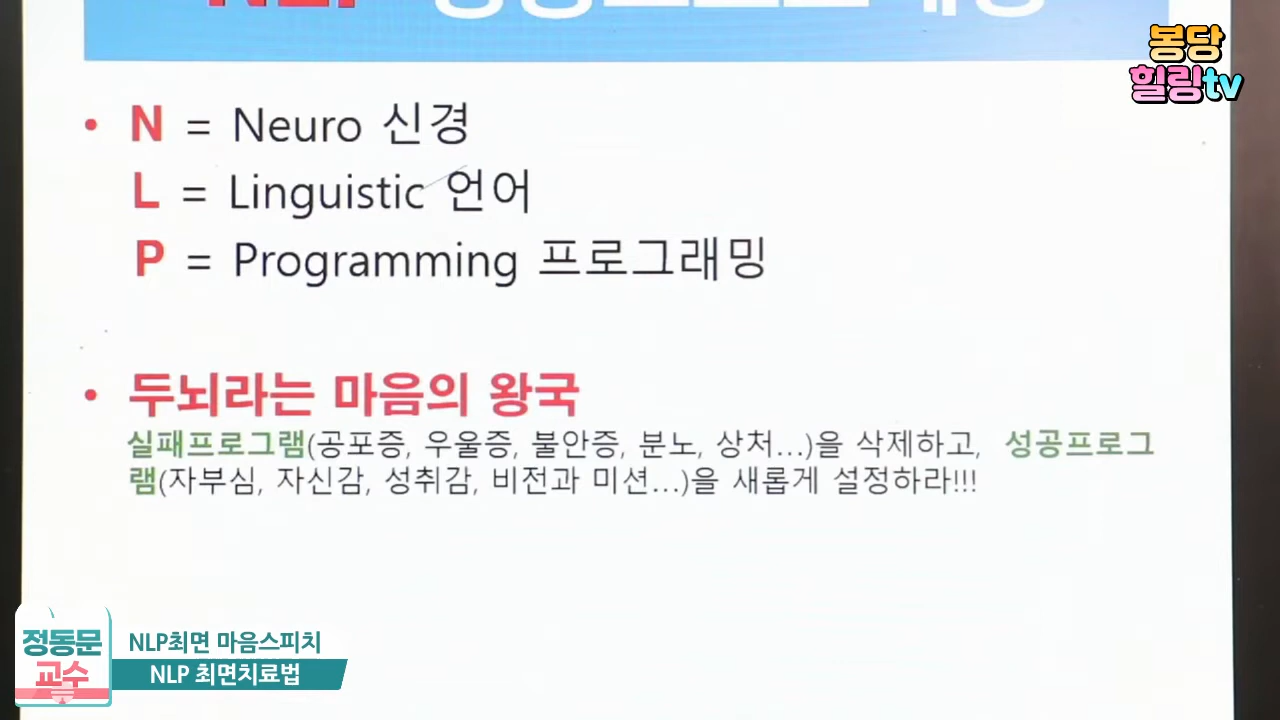 봉당
힐링tv
• N = Neuro 신경
L = Linguistic 언어
P = Programming 프로그래밍
• 두뇌라는 마음의 왕국
실패프로그램(공포증, 우울증, 불안증, 분노, 상처...)을 삭제하고, 성공프로그
램(자부심, 자신감, 성취감, 비전과 미션...)을 새롭게 설정하라!!!
정동문
교수
NLP최면 마음스피치
NLP 최면치료법